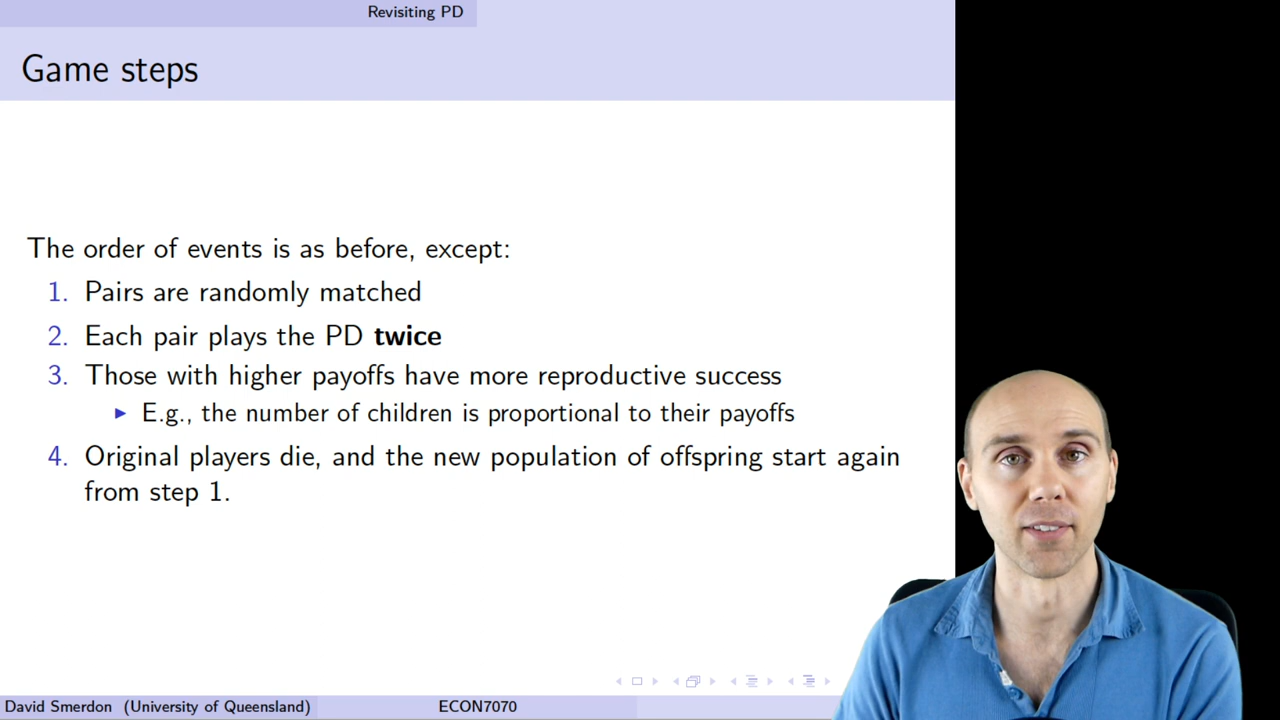 Revisiting PD
Game steps
The order of events is as before, except:
1. Pairs are randomly matched
2. Each pair plays the PD twice
3. Those with higher payoffs have more reproductive success
E.g., the number of children is proportional to their payoffs
4. Original players die, and the new population of offspring start again
from step 1.
David Smerdon (University of Queensland)
ECON7070